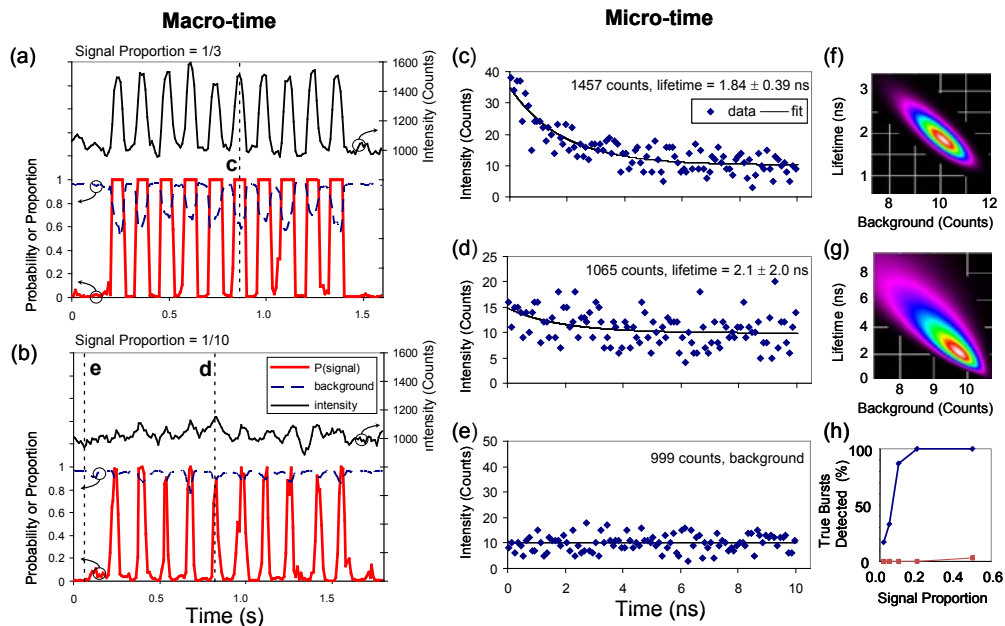 Macro-time
Micro-time
(a)
Signal Proportion = 1/3
1600
1400
1200
1000
Intensity (Counts)
c
1
0.8
0.6
0.4
0.2
0
Probability or Proportion
0 0.5 1.0 1.5
(b)
Signal Proportion = 1/10
e
d
P(signal)
background
intensity
1600
1400
1200
1000
Intensity (Counts)
1
0.8
0.6
0.4
0.2
0
Probability or Proportion
0 0.5 1.0 1.5
Time (s)
(c)
1457 counts, lifetime = 1.84 ± 0.39 ns
data fit
40
30
20
10
0
Intensity (Counts)
(d)
1065 counts, lifetime = 2.1 ± 2.0 ns
25
20
15
10
5
0
Intensity (Counts)
(e)
999 counts, background
50
40
30
20
10
0
Intensity (Counts)
0 2 4 6 8 10
Time (ns)
(f)
3
2
1
Lifetime (ns)
8 10 12
Background (Counts)
(g)
8
6
4
2
0
Lifetime (ns)
8 9 10
Background (Counts)
(h)
100
50
0
True Bursts
Detected (%)
0.0 0.2 0.4 0.6
Signal Proportion